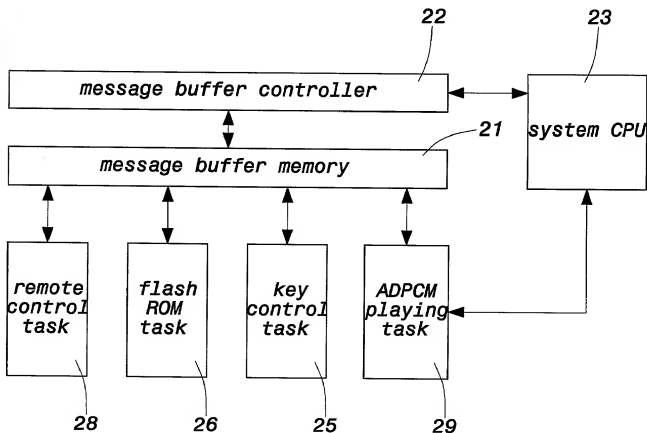 22
23
message buffer controller
system CPU
21
message buffer memory
remote
control
task
flash
ROM
task
key
control
task
ADPCM
playing
task
28
26
25
29